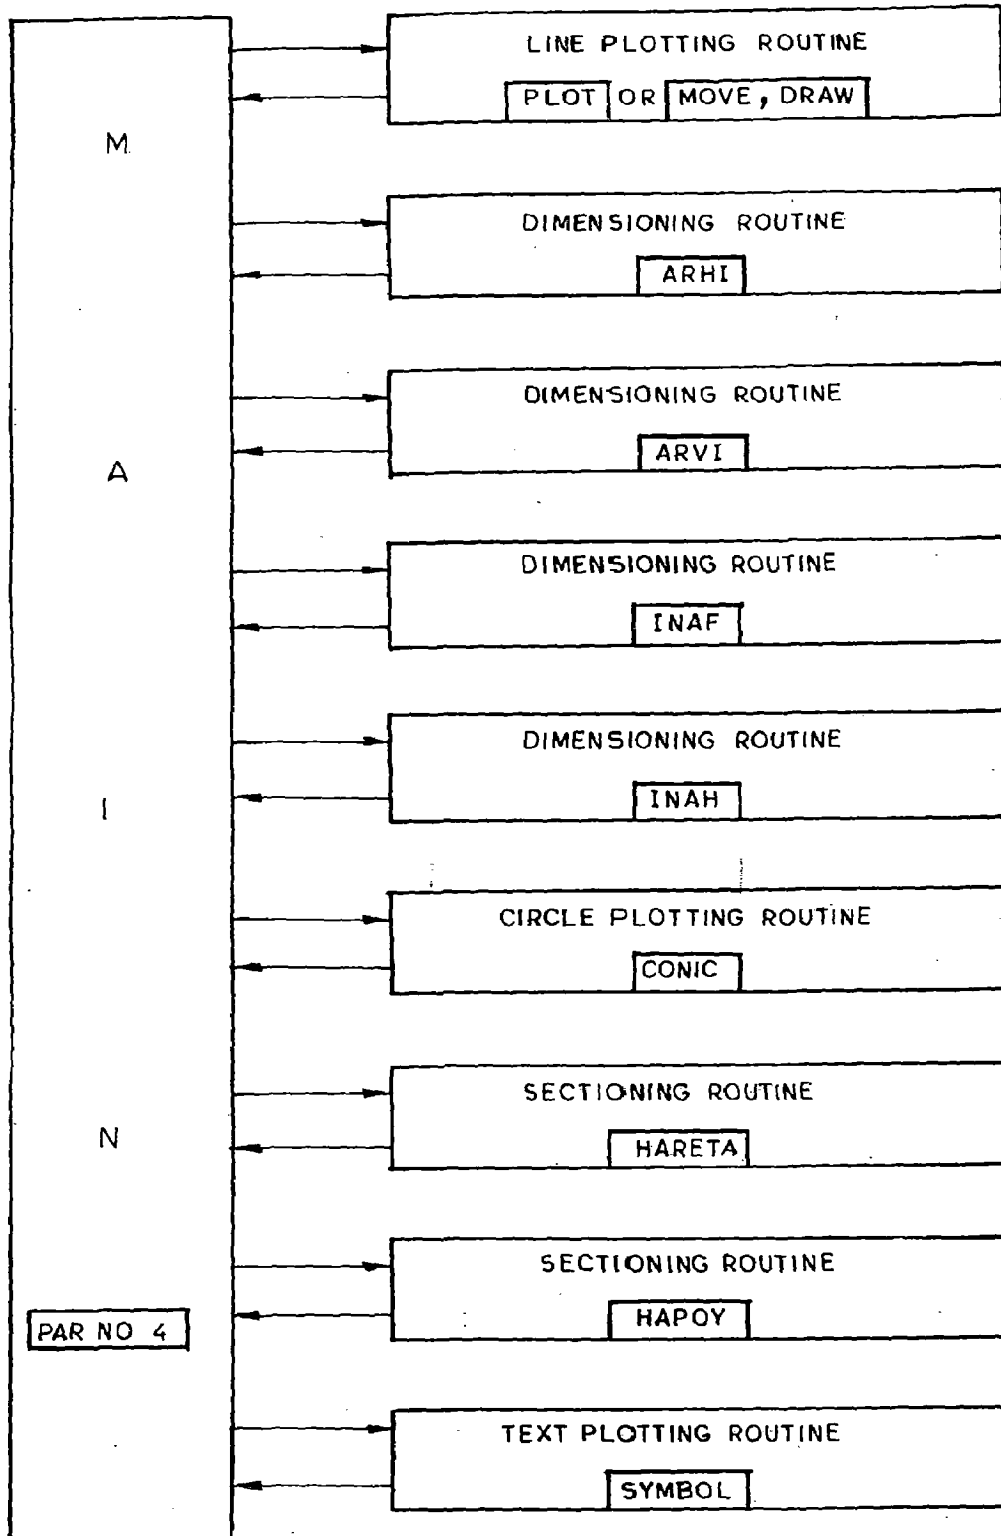 M
A
I
N
PAR NO 4
LINE PLOTTING ROUTINE
PLOT OR MOVE, DRAW
DIMENSIONING ROUTINE
ARHI
DIMENSIONING ROUTINE
ARVI
DIMENSIONING ROUTINE
INAF
DIMENSIONING ROUTINE
INAH
CIRCLE PLOTTING ROUTINE
CONIC
SECTIONING ROUTINE
HARETA
SECTIONING ROUTINE
HAPOY
TEXT PLOTTING ROUTINE
SYMBOL